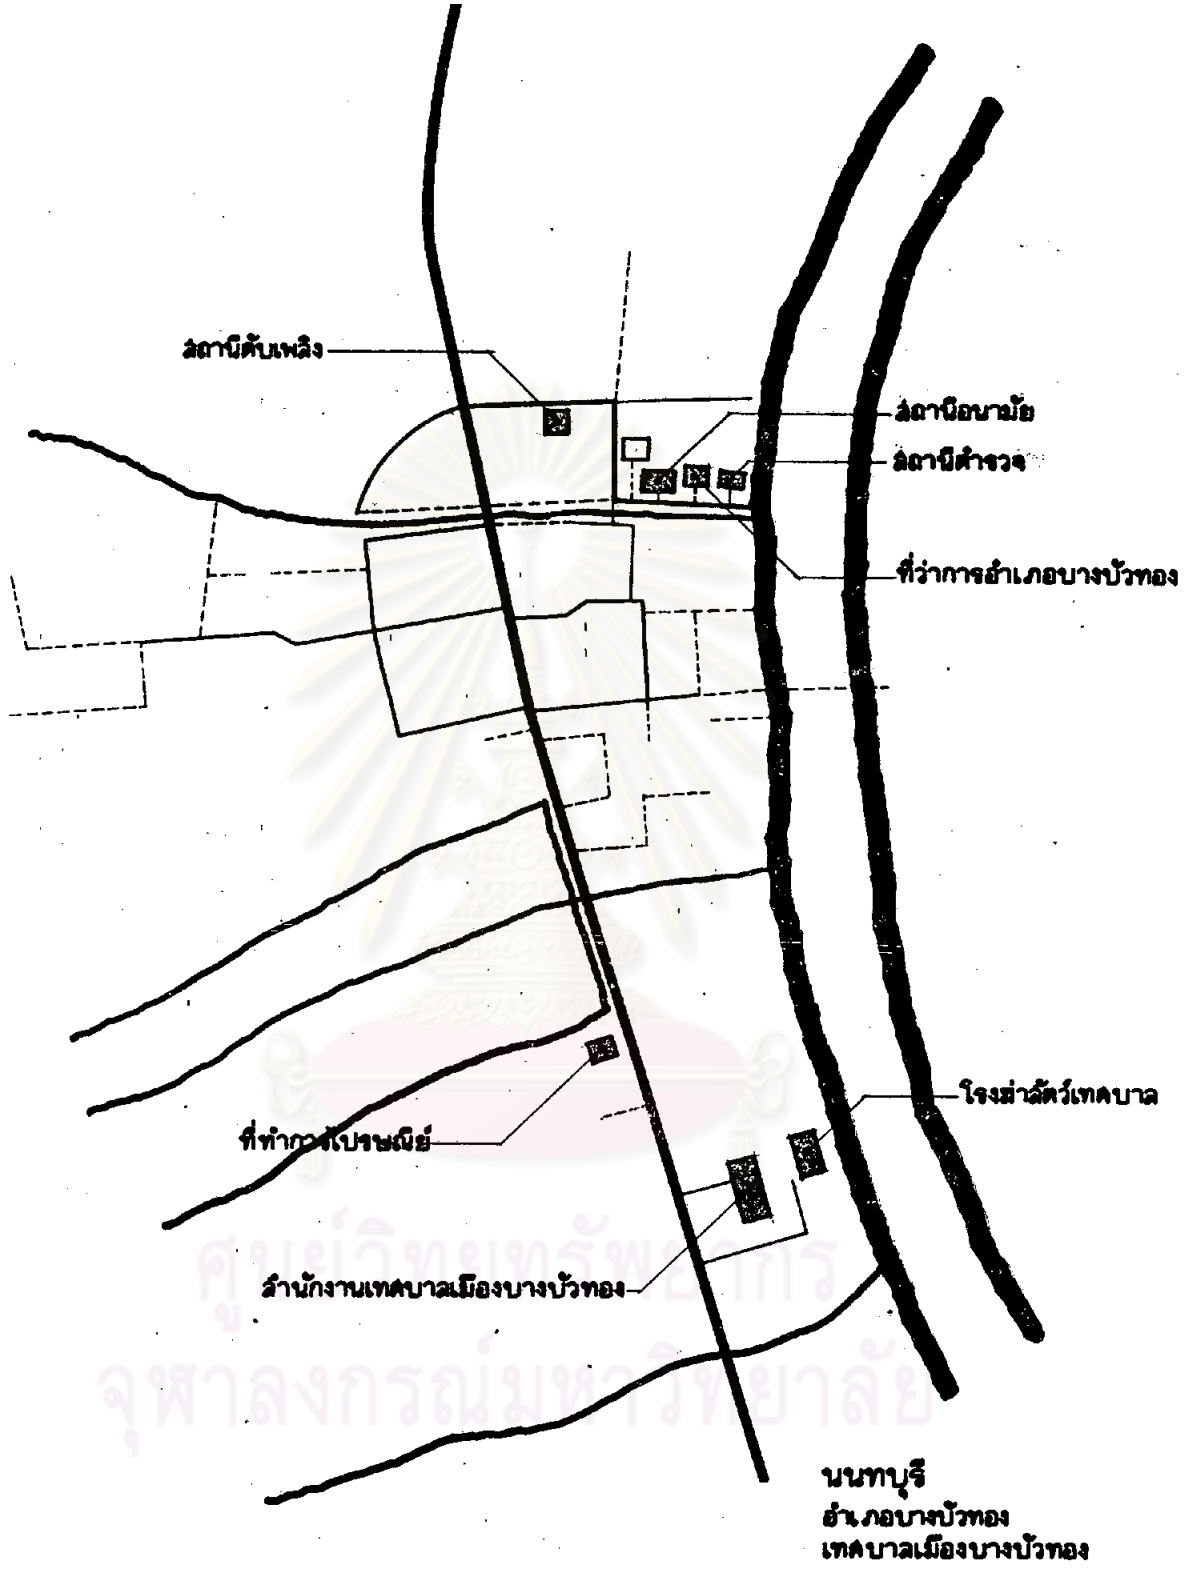 สถานีดับเพลิง
สถานีอนามัย
สถานีตำรวจ
ที่ว่าการอำเภอบางบัวทอง
โรงฆ่าสัตว์เทศบาล
ที่ทำการไปรษณีย์
สำนักงานเทศบาลเมืองบางบัวทอง
ศูนย์วิทยทรัพยากร
จุฬาลงกรณ์มหาวิทยาลัย
นนทบุรี
อำเภอบางบัวทอง
เทศบาลเมืองบางบัวทอง